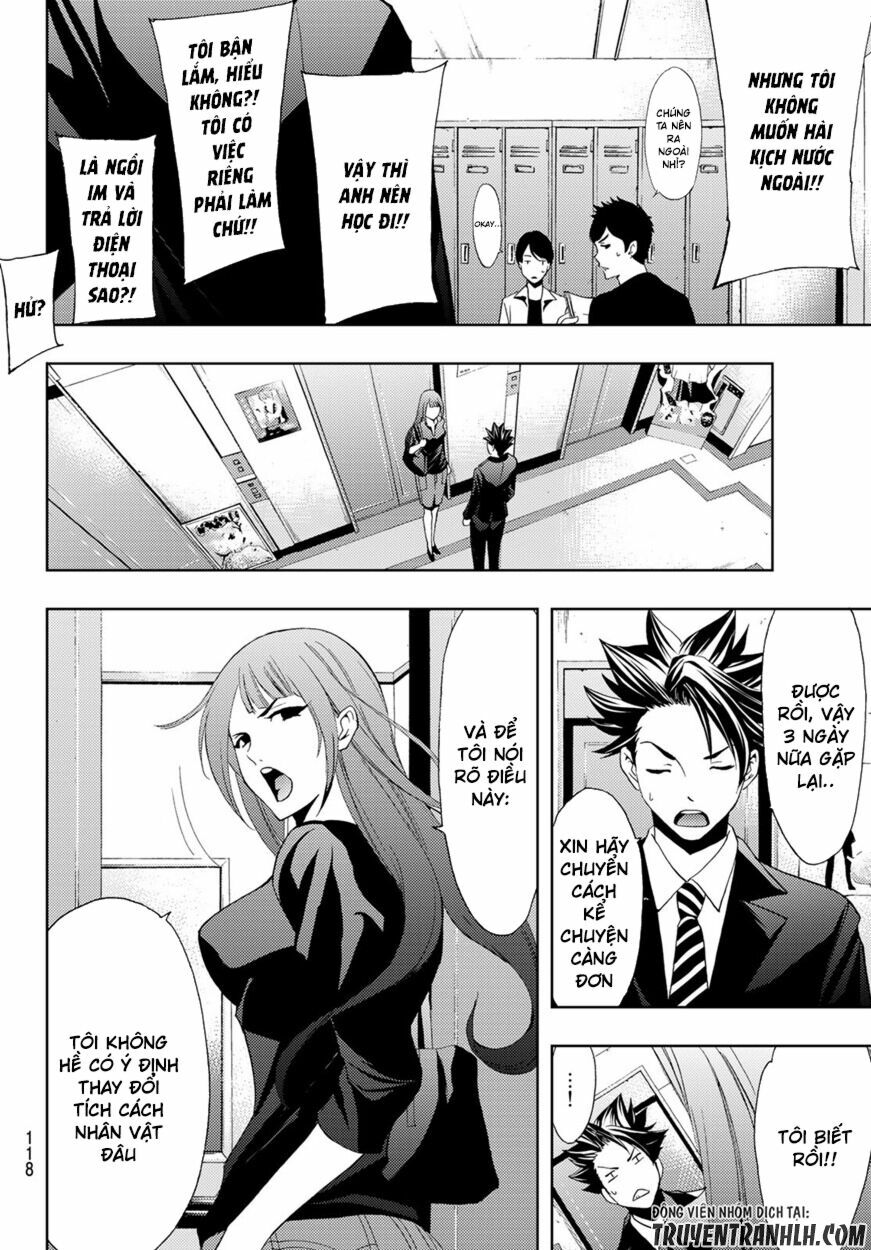 NHƯNG TÔI
KHÔNG
MUỐN HÀI
KỊCH NƯỚC
NGOÀI!!
CHÚNG
TA NÊN
RA
NGOÀI
NHỈ?
OKAY...
VẬY THÌ
ANH NÊN
HỌC ĐI!!
TÔI BẬN
LẮM, HIỂU
KHÔNG?!
TÔI CÓ
VIỆC
RIÊNG
PHẢI LÀM
CHỨ!!
LÀ NGỒI
IM VÀ
TRẢ LỜI
ĐIỆN
THOẠI
SAO?!
HỬ?
ĐƯỢC
RỒI, VẬY
3 NGÀY
NỮA GẶP
LẠI..
XIN HÃY
CHUYỂN
CÁCH
KỂ
CHUYỆN
CÀNG
ĐƠN
TÔI BIẾT
RỒI!!
...!
VÀ ĐỂ
TÔI NÓI
RÕ ĐIỀU
NÀY:
TÔI KHÔNG
HỀ CÓ Ý ĐỊNH
THAY ĐỔI
TÍCH CÁCH
NHÂN VẬT
ĐÂU
118
ĐỘNG VIÊN NHÓM DỊCH TẠI:
TRUYENTRANHLH.COM